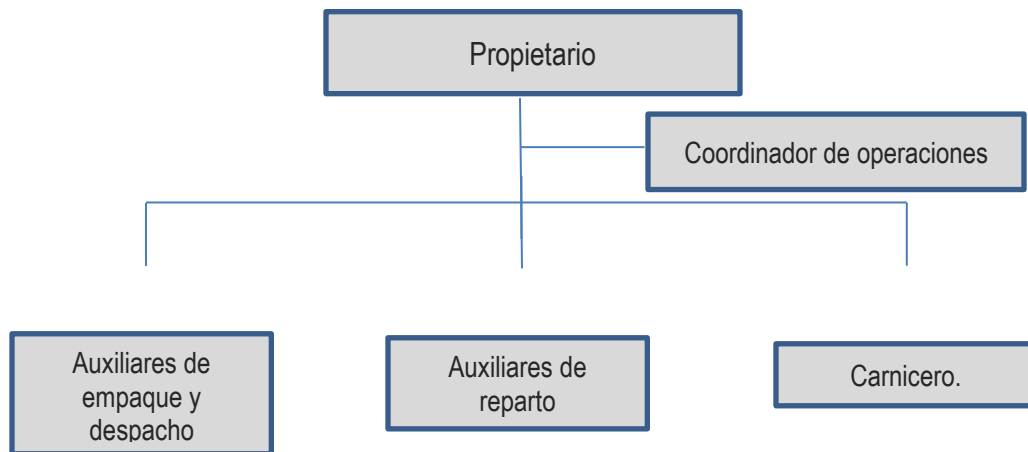 Propietario
Coordinador de operaciones
Auxiliares de
empaque y
despacho
Auxiliares de
reparto
Carnicero.